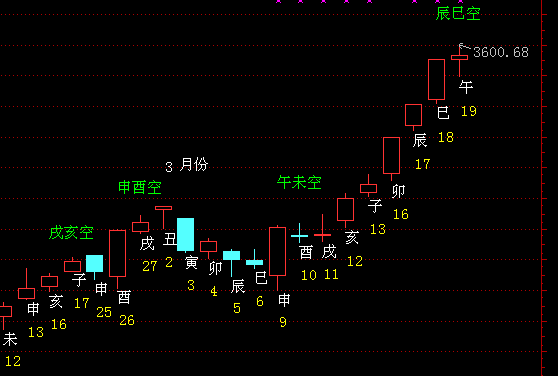 辰巳空
3600.68
午
19
巳
18
辰
17
3 月份
申酉空
午未空
卯
16
子
13
戌亥空
戌
27
丑
2
亥
12
寅
3
卯
4
酉
10
戌
11
子
17
申
25
辰
5
巳
6
亥
16
酉
26
申
9
申
13
未
12